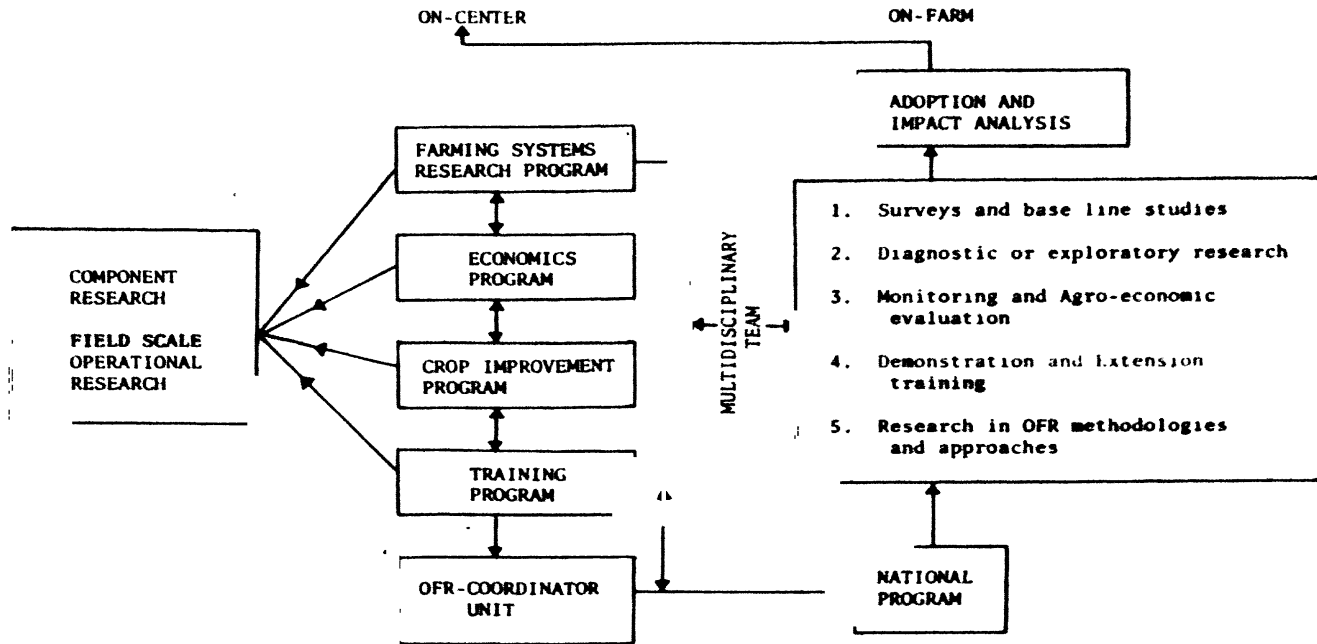 ON-CENTER
ON-FARM
ADOPTION AND
IMPACT ANALYSIS
FARMING SYSTEMS
RESEARCH PROGRAM
ECONOMICS
PROGRAM
CROP IMPROVEMENT
PROGRAM
TRAINING
PROGRAM
OFR-COORDINATOR
UNIT
COMPONENT
RESEARCH
FIELD SCALE
OPERATIONAL
RESEARCH
MULTIDISCIPLINARY
TEAM
1. Surveys and base line studies
2. Diagnostic or exploratory research
3. Monitoring and Agro-economic
evaluation
4. Demonstration and Extension
training
5. Research in OFR methodologies
and approaches
NATIONAL
PROGRAM